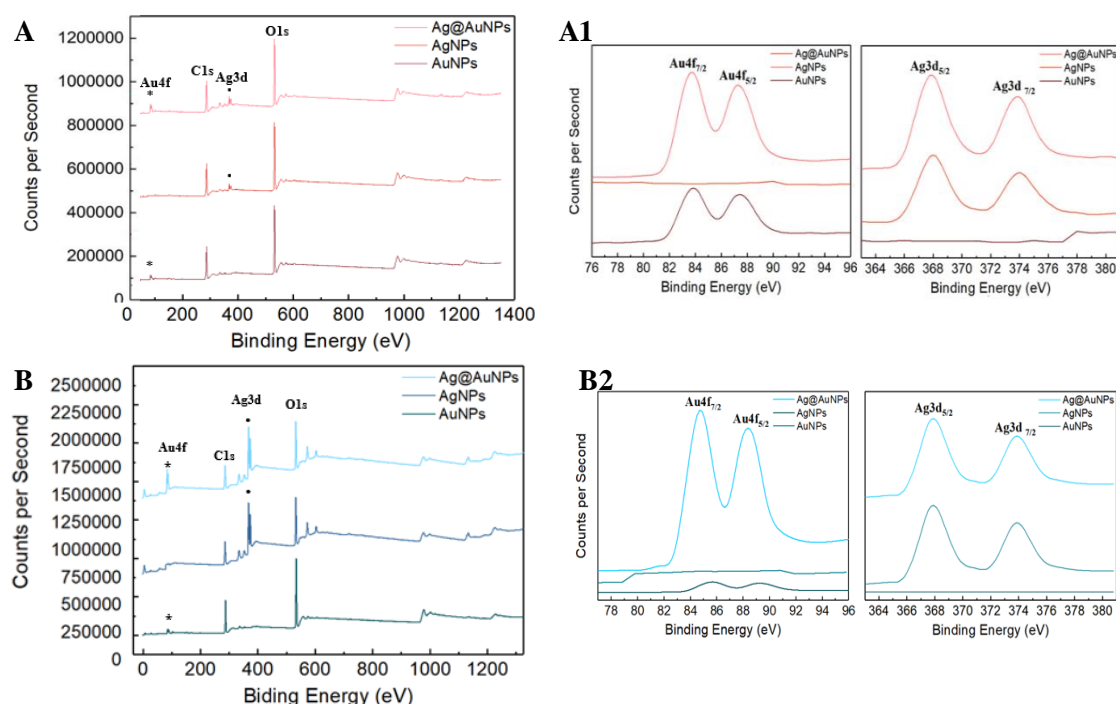 A
Counts per Second
1200000
1000000
800000
600000
400000
200000
0
Au4f
*
C1s
Ag3d
O1s
Ag@AuNPs
AgNPs
AuNPs
*
0 200 400 600 800 1000 1200 1400
Binding Energy (eV)
A1
Counts per Second
Au4f7/2
Au4f5/2
Ag@AuNPs
AgNPs
AuNPs
76 78 80 82 84 86 88 90 92 94 96
Binding Energy (eV)
Ag3d5/2
Ag3d 7/2
Ag@AuNPs
AgNPs
AuNPs
364 366 368 370 372 374 376 378 380
Binding Energy (eV)
B
Counts per Second
2500000
2250000
2000000
1750000
1500000
1250000
1000000
750000
500000
250000
0
Au4f
*
C1s
Ag3d
O1s
Ag@AuNPs
AgNPs
AuNPs
*
0 200 400 600 800 1000 1200
Biding Energy (eV)
B2
Counts per Second
Au4f7/2
Au4f5/2
Ag@AuNPs
AgNPs
AuNPs
78 80 82 84 86 88 90 92 94 96
Binding Energy (eV)
Ag3d5/2
Ag3d 7/2
Ag@AuNPs
AgNPs
AuNPs
364 366 368 370 372 374 376 378 380
Binding Energy (eV)